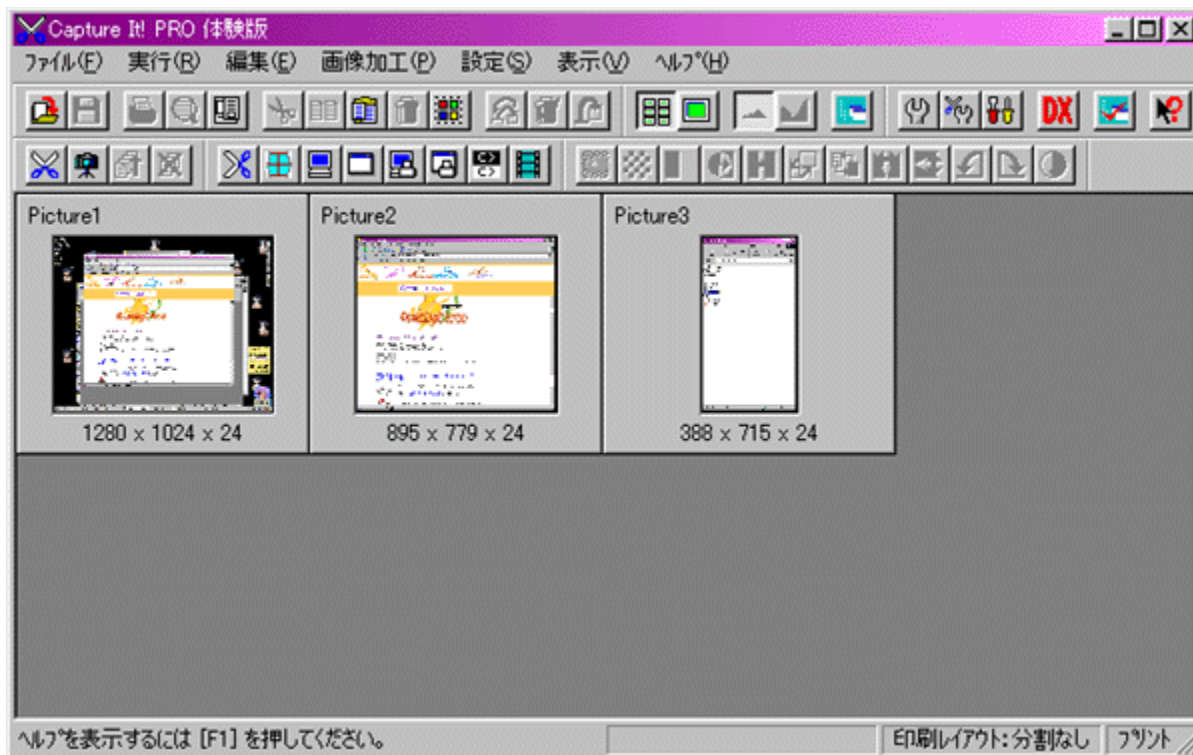 Capture It! PRO 体験版
ファイル(F) 実行(R) 編集(E) 画像加工(P) 設定(S) 表示(V) ヘルプ(H)
DX
Picture1 Picture2 Picture3
1280 x 1024 x 24 895 x 779 x 24 388 x 715 x 24
ヘルプを表示するには [F1] を押してください。 印刷レイアウト:分割なし プリント